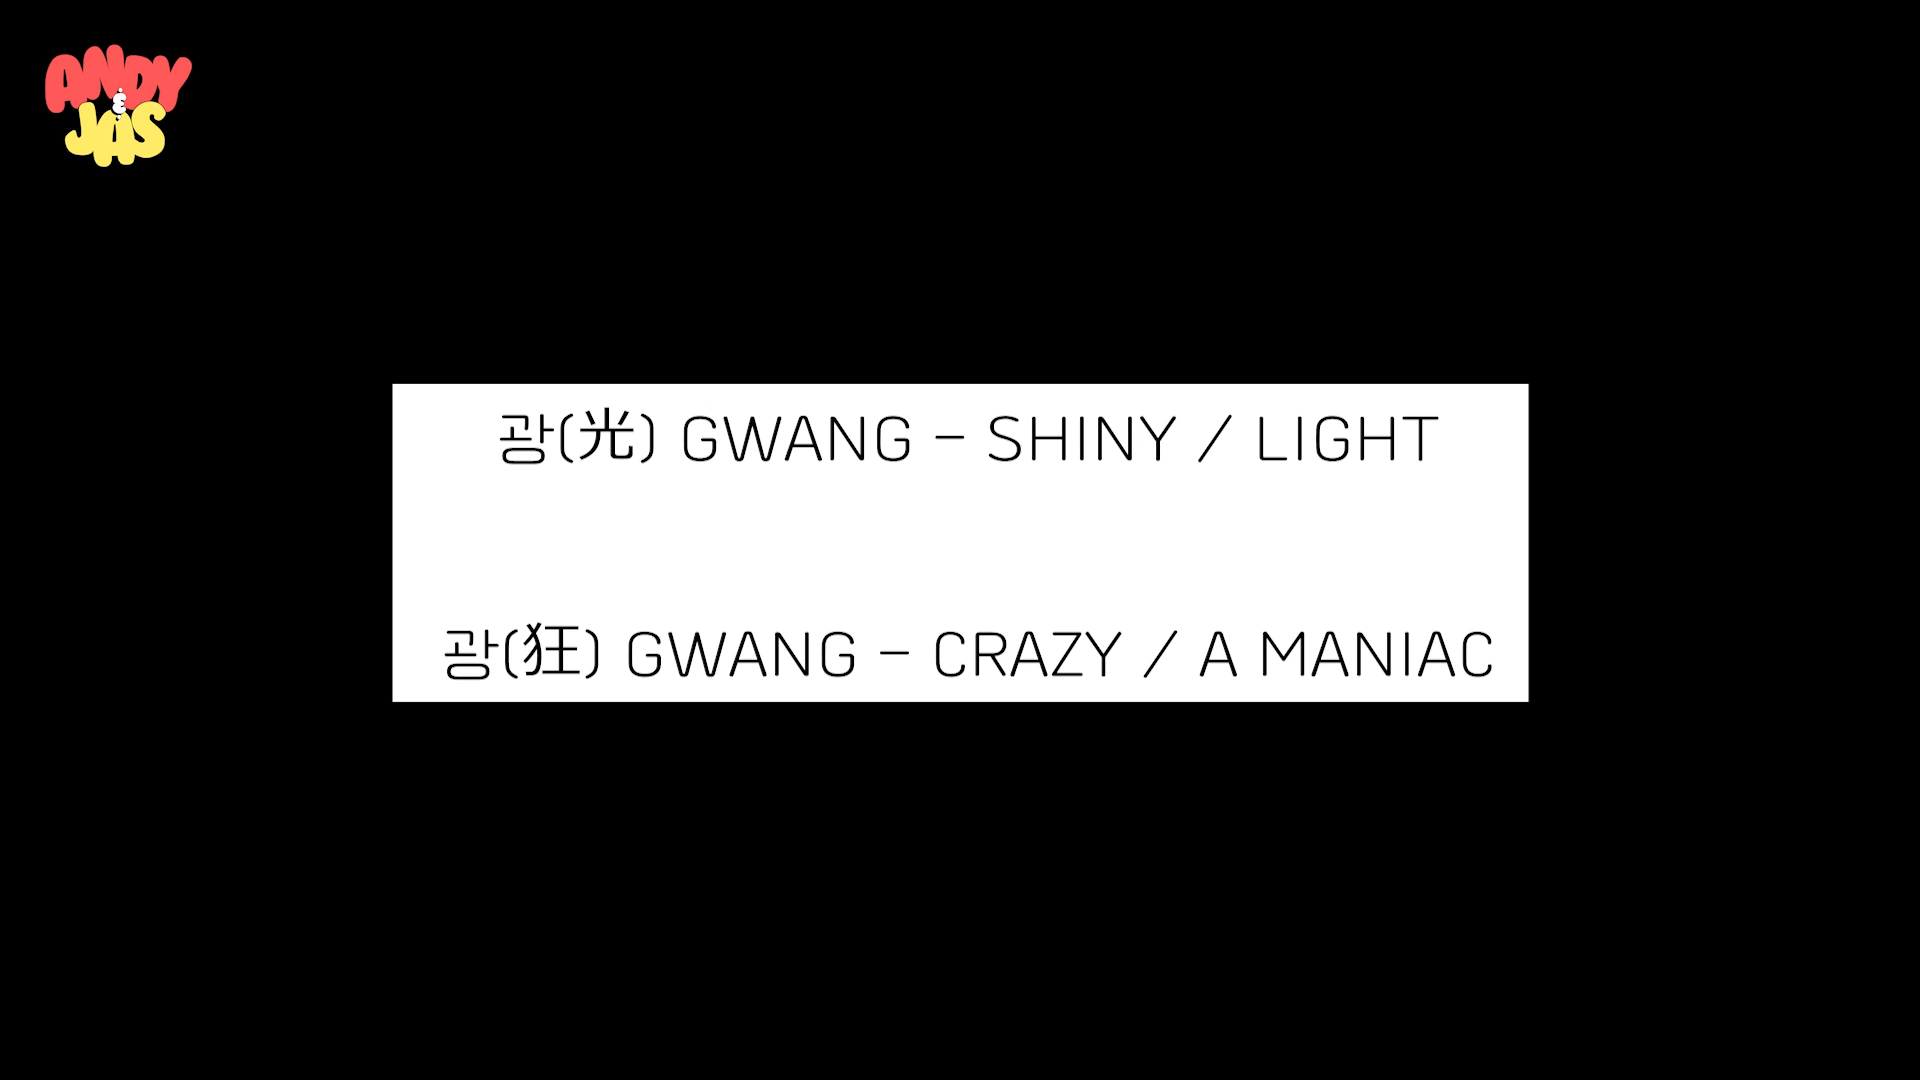 ANDY
&
JAS
광(光) GWANG – SHINY / LIGHT
광(狂) GWANG – CRAZY / A MANIAC